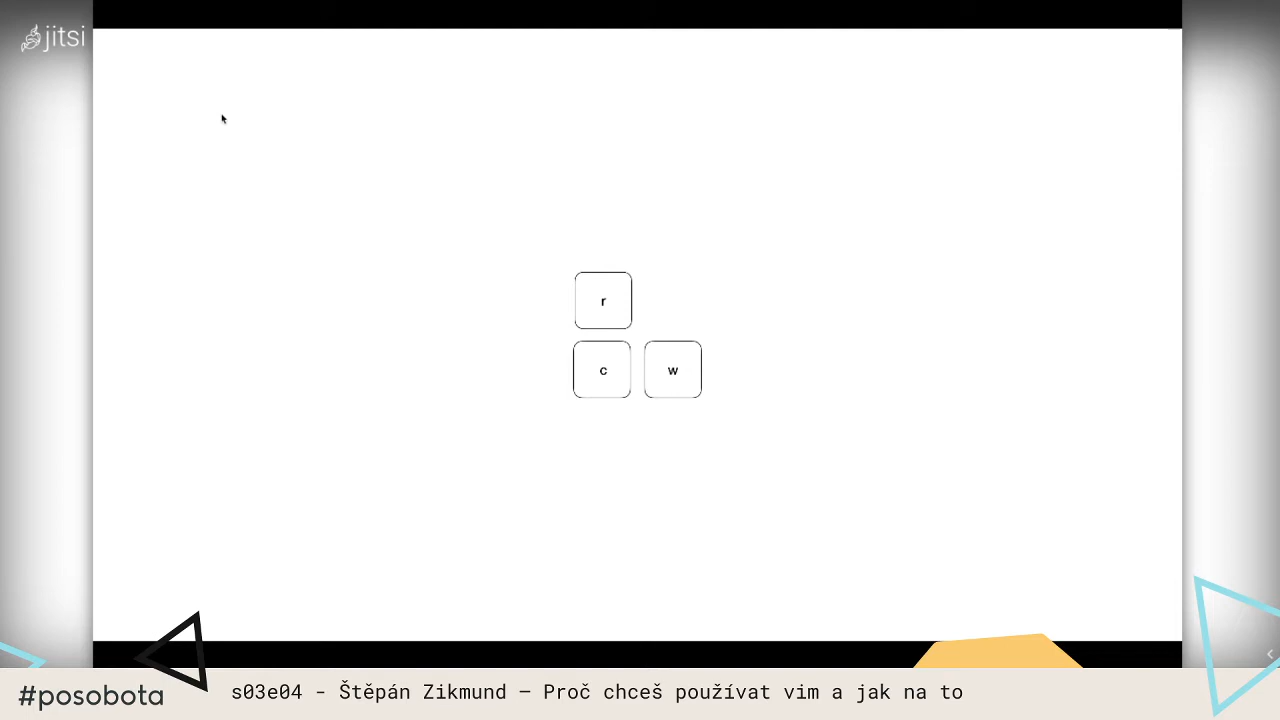 jitsi
r
c w
#posobota
s03e04 - Štěpán Zikmund – Proč chceš používat vim a jak na to